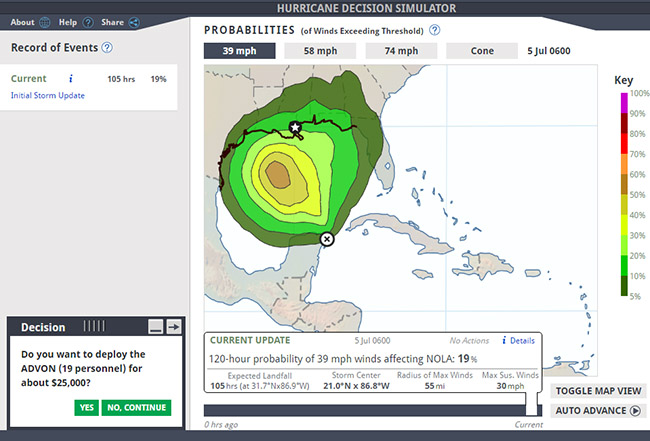 HURRICANE DECISION SIMULATOR
About Help ? Share
Record of Events ?
Current i 105 hrs 19%
Initial Storm Update
PROBABILITIES (of Winds Exceeding Threshold) ?
39 mph 58 mph 74 mph Cone 5 Jul 0600
Key
100%
90%
80%
70%
60%
50%
40%
30%
20%
10%
5%
Decision
Do you want to deploy the
ADVON (19 personnel) for
about $25,000?
YES NO, CONTINUE
CURRENT UPDATE 5 Jul 0600 No Actions i Details
120-hour probability of 39 mph winds affecting NOLA: 19%
Expected Landfall Storm Center Radius of Max Winds Max Sus. Winds
105 hrs (at 31.7°Nx86.9°W) 21.0°N x 86.8°W 55 mi 30 mph
0 hrs ago Current
TOGGLE MAP VIEW
AUTO ADVANCE